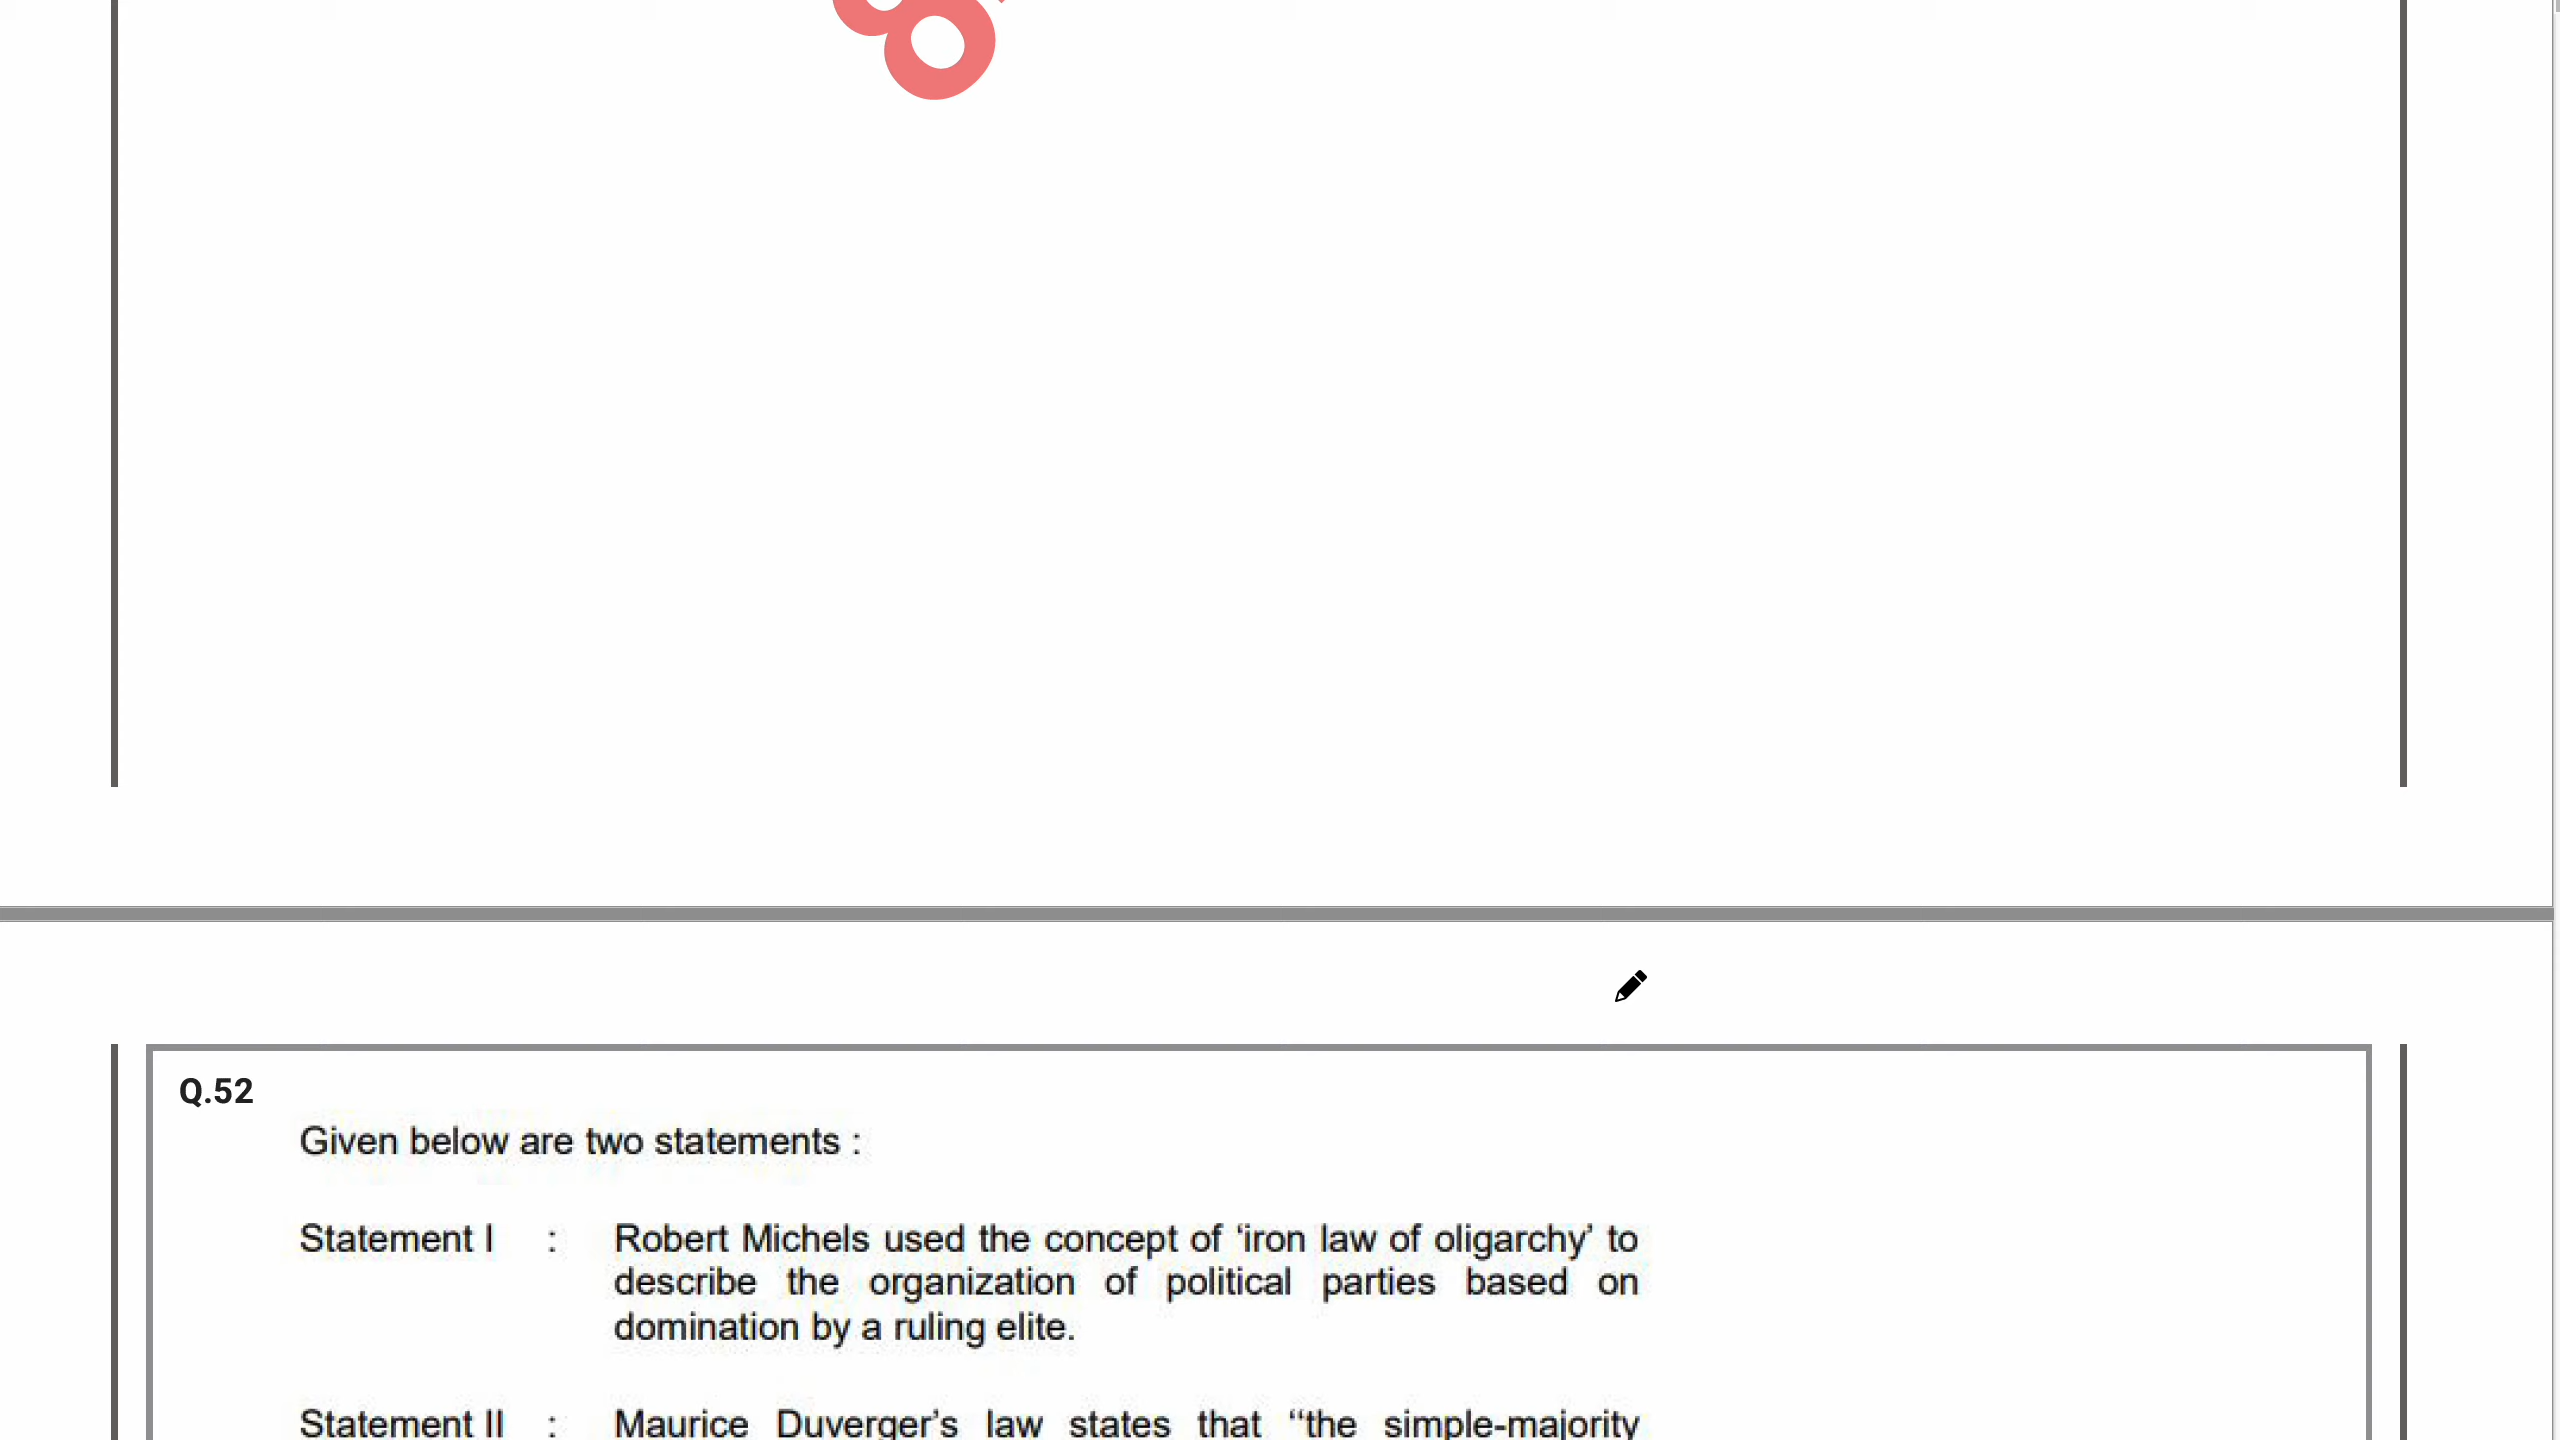 Q.52
Given below are two statements :
Statement I : Robert Michels used the concept of ‘iron law of oligarchy’ to
describe the organization of political parties based on
domination by a ruling elite.
Statement II : Maurice Duverger’s law states that “the simple-majority